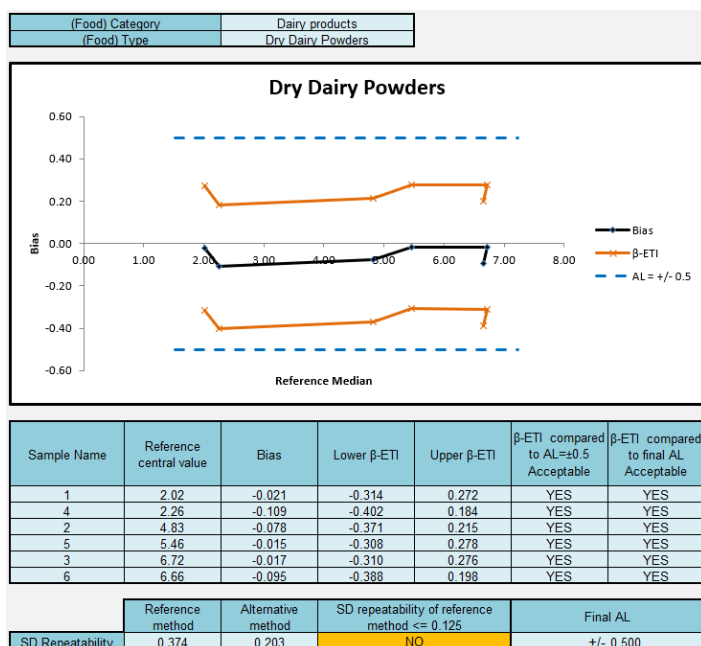 (Food) Category Dairy products
(Food) Type Dry Dairy Powders
Dry Dairy Powders
0.60
0.40
0.20
0.00
-0.20
-0.40
-0.60
0.00 1.00 2.00 3.00 4.00 5.00 6.00 7.00 8.00
Bias
Reference Median
Bias
β-ETI
AL = +/- 0.5
Sample Name Reference central value Bias Lower β-ETI Upper β-ETI β-ETI compared to AL=±0.5 Acceptable β-ETI compared to final AL Acceptable
1 2.02 -0.021 -0.314 0.272 YES YES
4 2.26 -0.109 -0.402 0.184 YES YES
2 4.83 -0.078 -0.371 0.215 YES YES
5 5.46 -0.015 -0.308 0.278 YES YES
3 6.72 -0.017 -0.310 0.276 YES YES
6 6.66 -0.095 -0.388 0.198 YES YES
Reference method Alternative method SD repeatability of reference method <= 0.125 Final AL
SD Repeatability 0.374 0.203 NO +/- 0.500